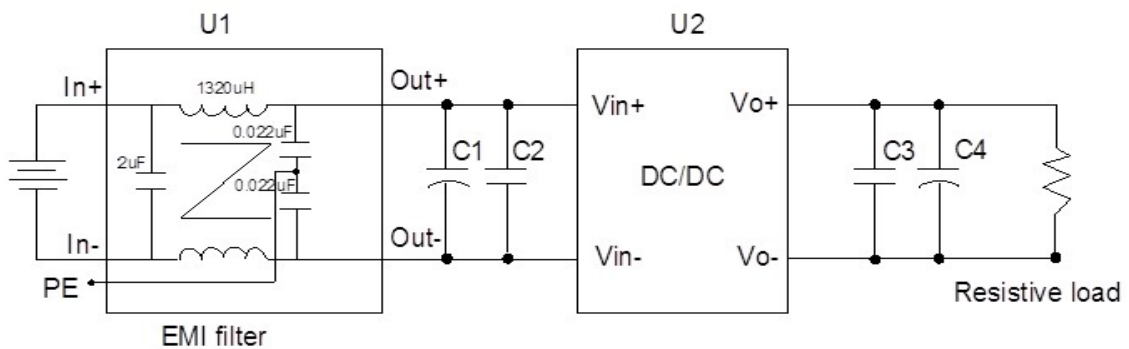 U1
U2
In+
1320uH
Out+
Vin+
Vo+
0.022uF
2uF
C1
C2
DC/DC
C3
C4
0.022uF
In-
Out-
Vin-
Vo-
PE
Resistive load
EMI filter